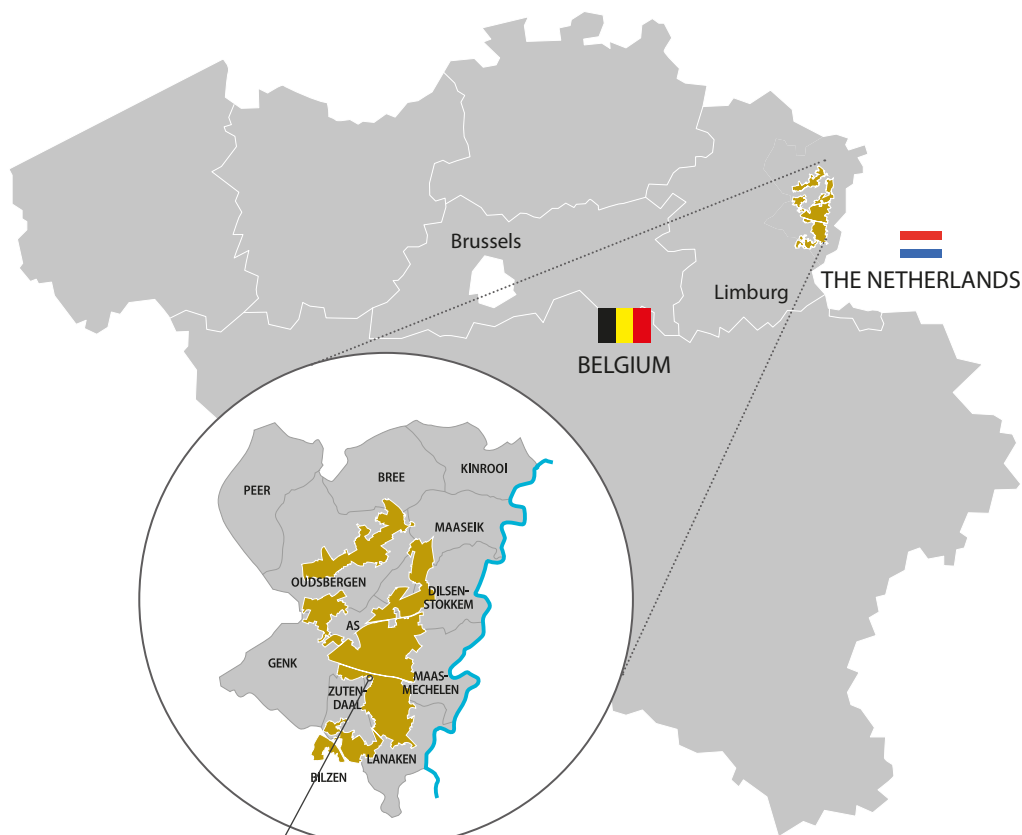 Brussels
THE NETHERLANDS
Limburg
BELGIUM
KINROOI
BREE
PEER
MAASEIK
OUDSBERGEN
DILSEN-
STOKKEM
AS
GENK
MAAS-
MECHELEN
ZUTEN-
DAAL
LANAKEN
BILZEN